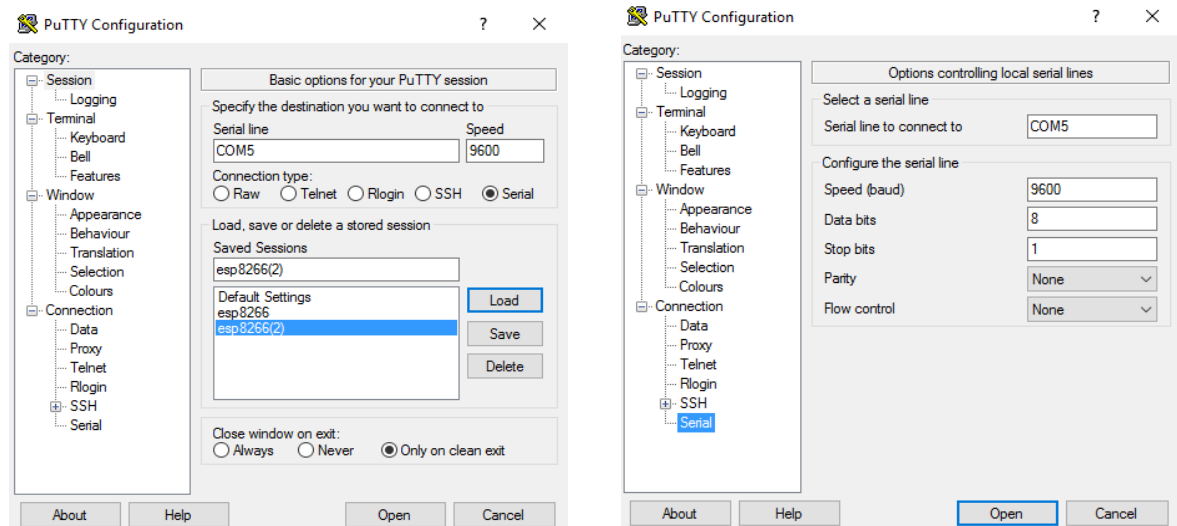 PuTTY Configuration
?
Category:
Session
Logging
Terminal
Keyboard
Bell
Features
Window
Appearance
Behaviour
Translation
Selection
Colours
Connection
Data
Proxy
Telnet
Rlogin
SSH
Serial
Basic options for your PuTTY session
Specify the destination you want to connect to
Serial line Speed
COM5 9600
Connection type:
Raw Telnet Rlogin SSH Serial
Load, save or delete a stored session
Saved Sessions
esp8266(2)
Default Settings
esp8266
esp8266(2)
Load
Save
Delete
Close window on exit:
Always Never Only on clean exit
About Help Open Cancel
PuTTY Configuration
?
Category:
Session
Logging
Terminal
Keyboard
Bell
Features
Window
Appearance
Behaviour
Translation
Selection
Colours
Connection
Data
Proxy
Telnet
Rlogin
SSH
Serial
Options controlling local serial lines
Select a serial line
Serial line to connect to COM5
Configure the serial line
Speed (baud) 9600
Data bits 8
Stop bits 1
Parity None
Flow control None
About Help Open Cancel